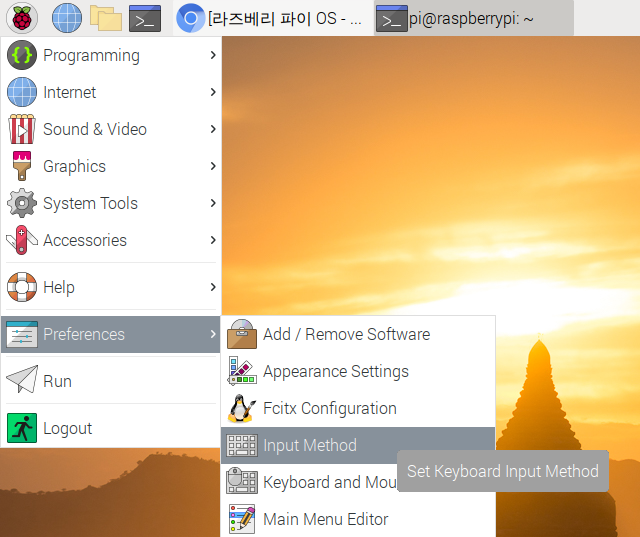 [라즈베리 파이 OS - ...
pi@raspberrypi: ~
Programming
Internet
Sound & Video
Graphics
System Tools
Accessories
Help
Preferences
Run
Logout
Add / Remove Software
Appearance Settings
Fcitx Configuration
Input Method
Set Keyboard Input Method
Keyboard and Mou
Main Menu Editor